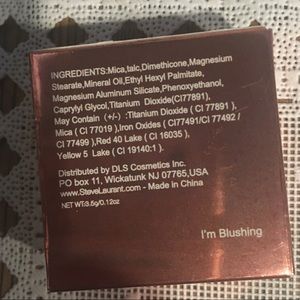 INGREDIENTS:Mica,talc,Dimethicone,Magnesium
Stearate,Mineral Oil,Ethyl Hexyl Palmitate,
Magnesium Aluminum Silicate,Phenoxyethanol,
Caprylyl Glycol,Titanium Dioxide(CI77891)
May Contain (+/-) :Titanium Dioxide ( CI 77891 ),
Mica ( CI 77019 ),Iron Oxides ( CI77491/CI 77492 /
CI 77499 ),Red 40 Lake ( CI 16035 ),
Yellow 5 Lake ( CI 19140:1 ).
Distributed by DLS Cosmetics Inc.
PO box 11, Wickatunk NJ 07765,USA
www.SteveLaurant.com - Made in China
NET WT:3.5g/0.12oz
I'm Blushing